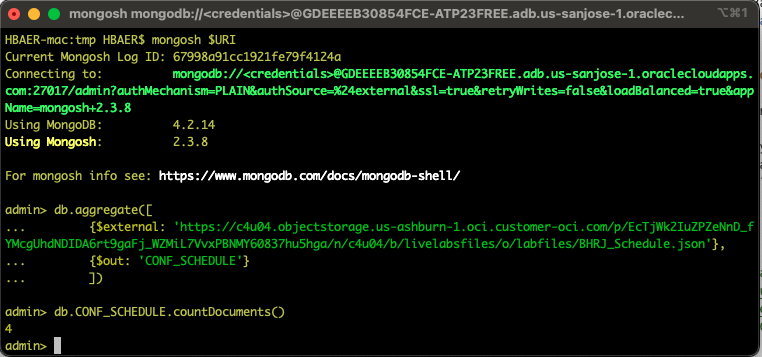 mongosh mongodb://<credentials>@GDEEEEB30854FCE-ATP23FREE.adb.us-sanjose-1.oraclec... ⌥⌘1
HBAER-mac:tmp HBAER$ mongosh $URI
Current Mongosh Log ID: 67998a91cc1921fe79f4124a
Connecting to: mongodb://<credentials>@GDEEEEB30854FCE-ATP23FREE.adb.us-sanjose-1.oraclecloudapps.
com:27017/admin?authMechanism=PLAIN&authSource=%24external&ssl=true&retryWrites=false&loadBalanced=true&app
Name=mongosh+2.3.8
Using MongoDB: 4.2.14
Using Mongosh: 2.3.8
For mongosh info see: https://www.mongodb.com/docs/mongodb-shell/
admin> db.aggregate([
... {$external: 'https://c4u04.objectstorage.us-ashburn-1.oci.customer-oci.com/p/EcTjWk2IuZPZeNnD_f
YMcgUhdNDIDA6rt9gaFj_WZMiL7VvxPBNMY60837hu5hga/n/c4u04/b/livelabsfiles/o/labfiles/BHRJ_Schedule.json'},
... {$out: 'CONF_SCHEDULE'}
... ])
admin> db.CONF_SCHEDULE.countDocuments()
4
admin>